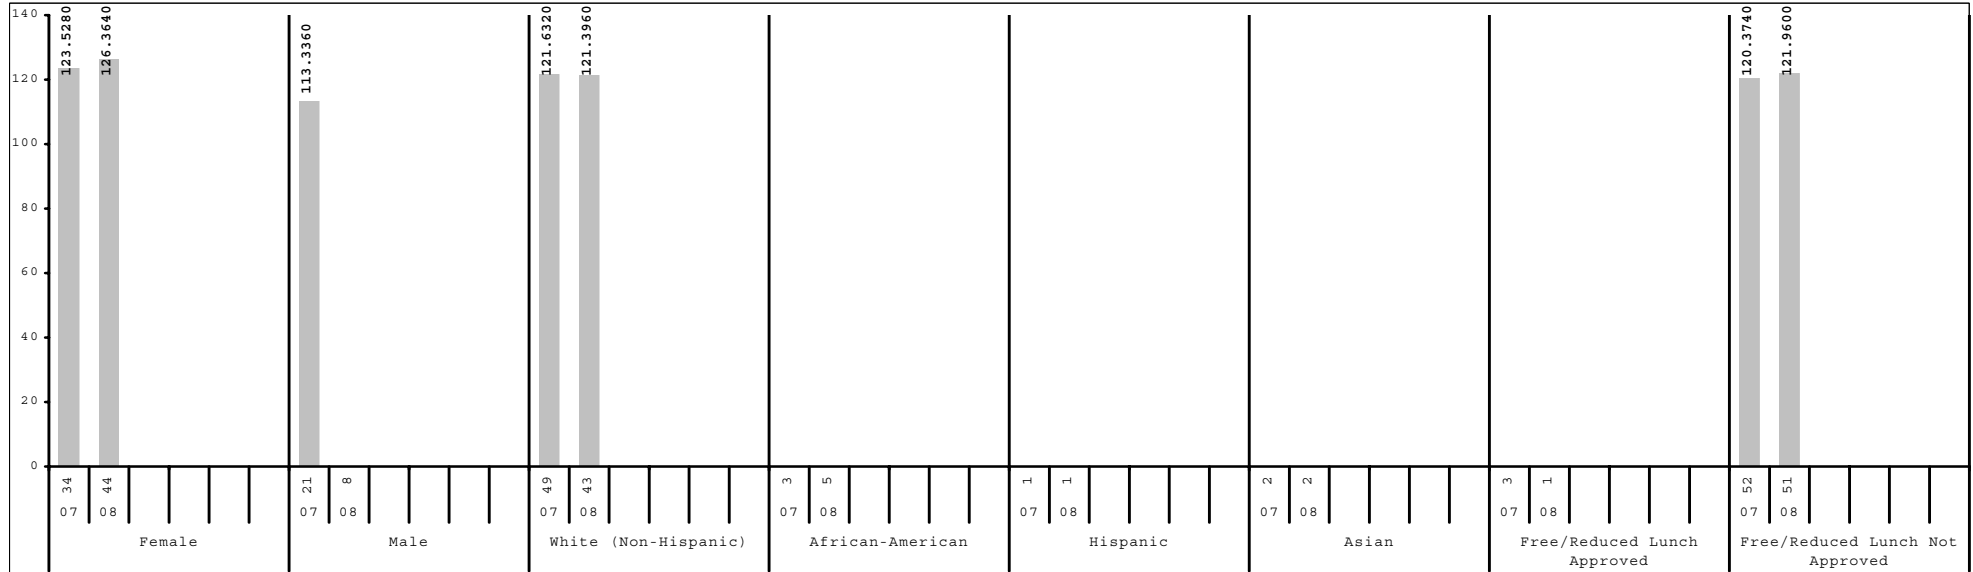 140
120
100
80
60
40
20
0
123.5280
126.3640
113.3360
121.6320
121.3960
120.3740
121.9600
34 44 21 8 49 43 3 5 1 1 2 2 3 1 52 51
07 08 07 08 07 08 07 08 07 08 07 08 07 08 07 08
Female
Male
White (Non-Hispanic)
African-American
Hispanic
Asian
Free/Reduced Lunch
Approved
Free/Reduced Lunch Not
Approved